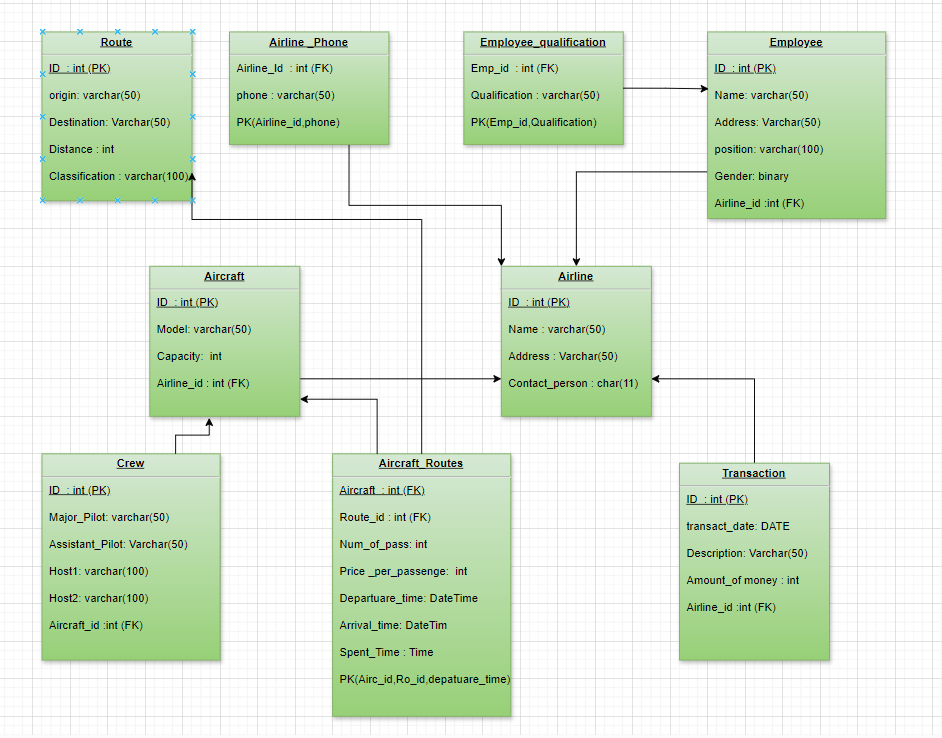 Route
ID : int (PK)
origin: varchar(50)
Destination: Varchar(50)
Distance : int
Classification : varchar(100)
Airline _Phone
Airline_Id : int (FK)
phone : varchar(50)
PK(Airline_id,phone)
Employee_qualification
Emp_id : int (FK)
Qualification : varchar(50)
PK(Emp_id,Qualification)
Employee
ID : int (PK)
Name: varchar(50)
Address: Varchar(50)
position: varchar(100)
Gender: binary
Airline_id :int (FK)
Aircraft
ID : int (PK)
Model: varchar(50)
Capacity: int
Airline_id : int (FK)
Airline
ID : int (PK)
Name : varchar(50)
Address : Varchar(50)
Contact_person : char(11)
Crew
ID : int (PK)
Major_Pilot: varchar(50)
Assistant_Pilot: Varchar(50)
Host1: varchar(100)
Host2: varchar(100)
Aircraft_id :int (FK)
Aircraft_Routes
Aircraft : int (FK)
Route_id : int (FK)
Num_of_pass: int
Price _per_passenge: int
Departuare_time: DateTime
Arrival_time: DateTim
Spent_Time : Time
PK(Airc_id,Ro_id,depatuare_time)
Transaction
ID : int (PK)
transact_date: DATE
Description: Varchar(50)
Amount_of money : int
Airline_id :int (FK)